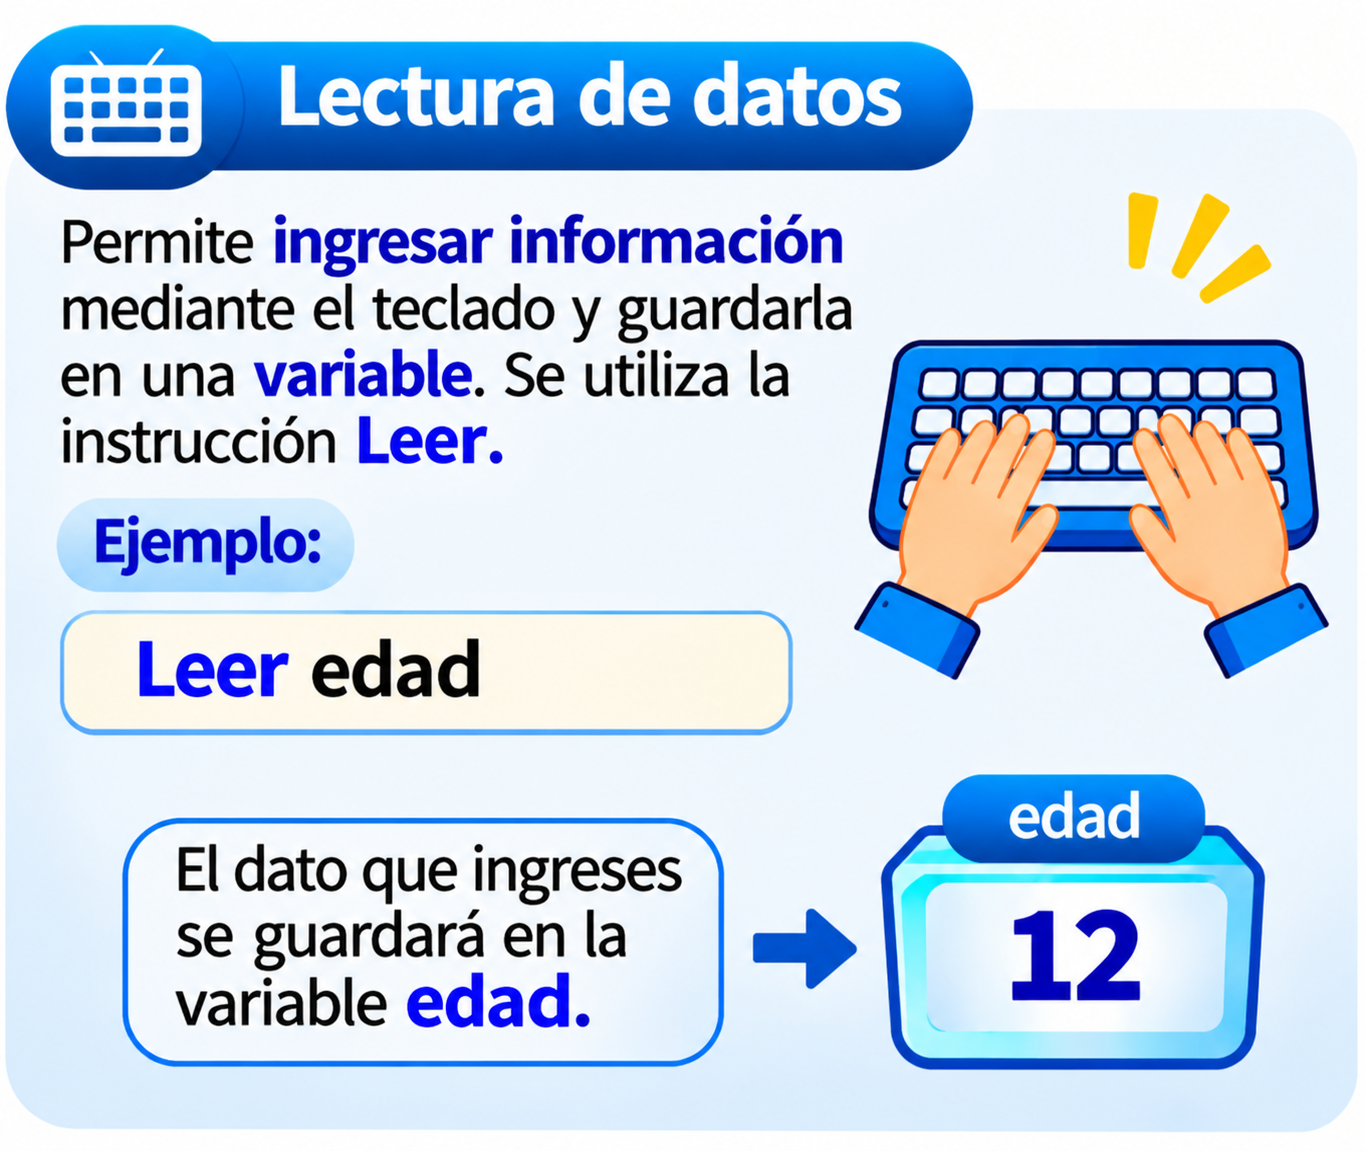 Lectura de datos
Permite ingresar información
mediante el teclado y guardarla
en una variable. Se utiliza la
instrucción Leer.
Ejemplo:
Leer edad
El dato que ingreses
se guardará en la
variable edad.
edad
12